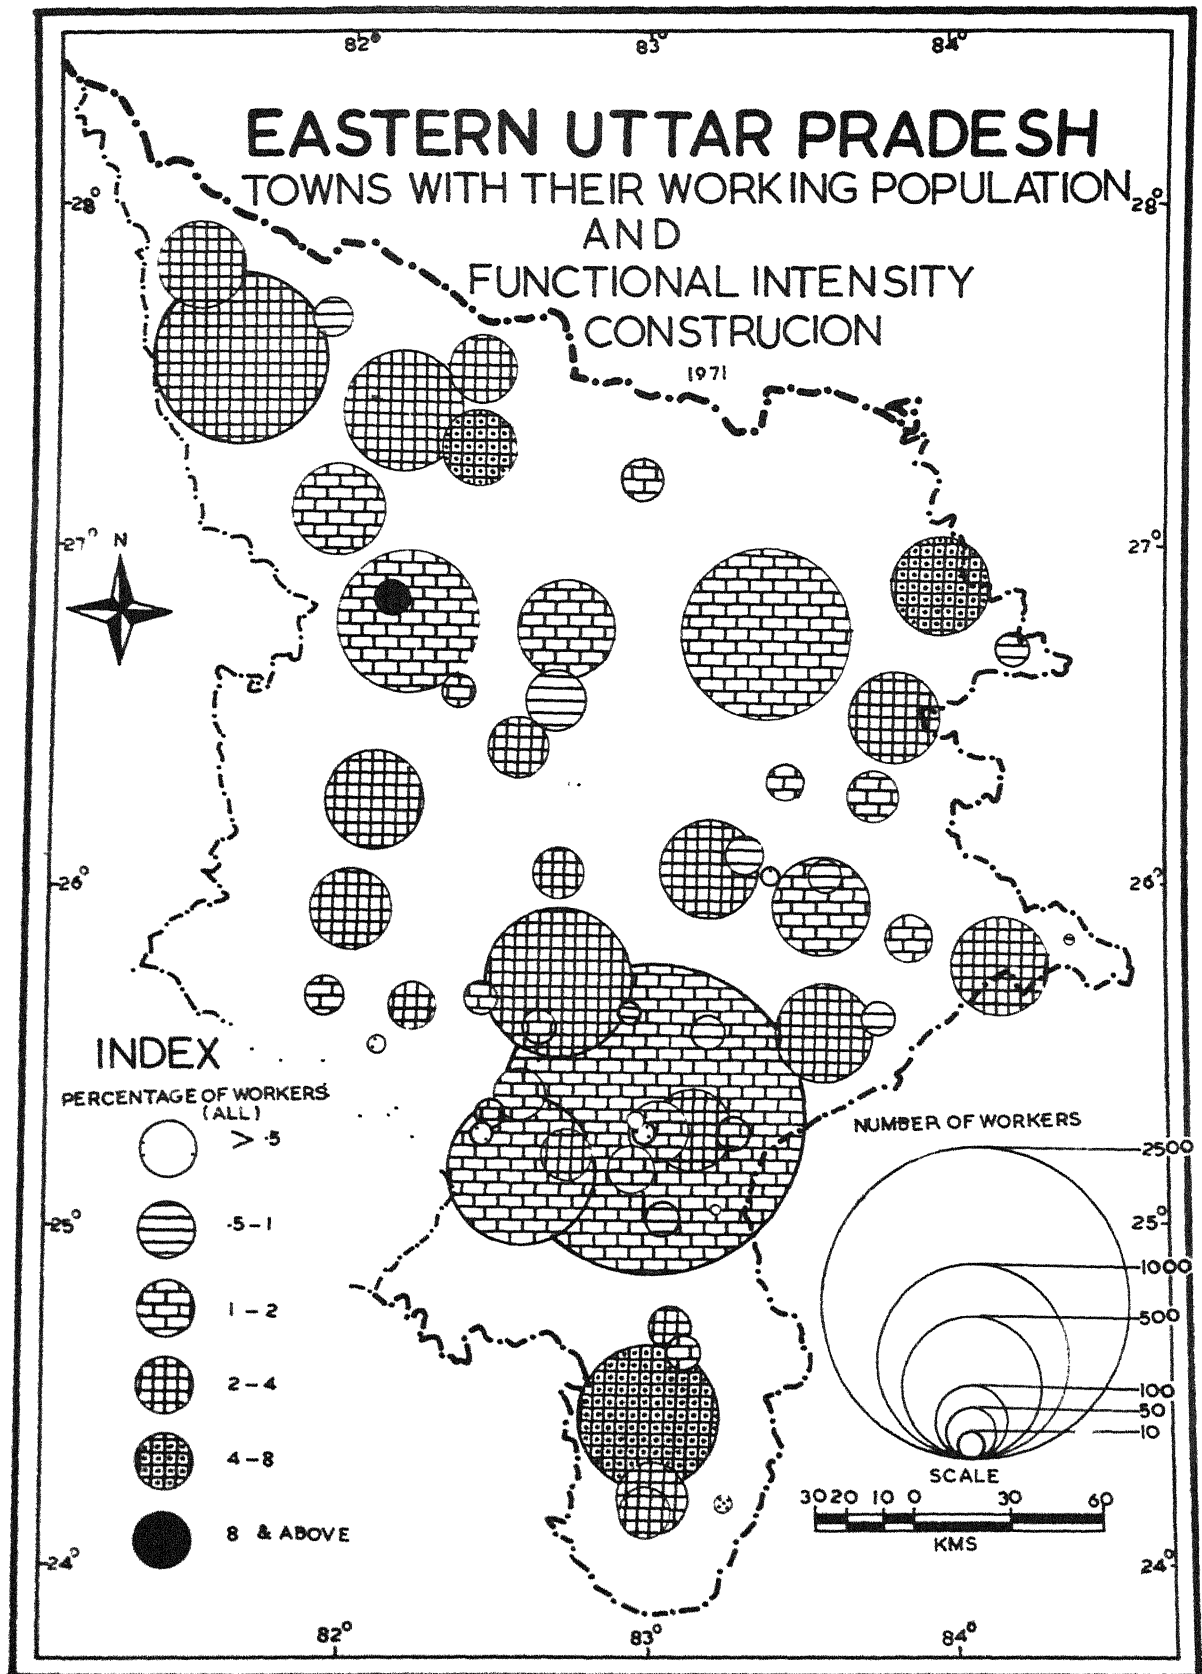 82° 83° 84°
EASTERN UTTAR PRADESH
TOWNS WITH THEIR WORKING POPULATION
28° 28°
AND
FUNCTIONAL INTENSITY
CONSTRUCION
1971
27° N 27°
26° 26°
INDEX
PERCENTAGE OF WORKERS
(ALL)
> .5
.5-1
1-2
2-4
4-8
8 & ABOVE
NUMBER OF WORKERS
2500
25° 25°
1000
500
100
50
10
SCALE
30 20 10 0 30 60
KMS
24° 24°
82° 83° 84°